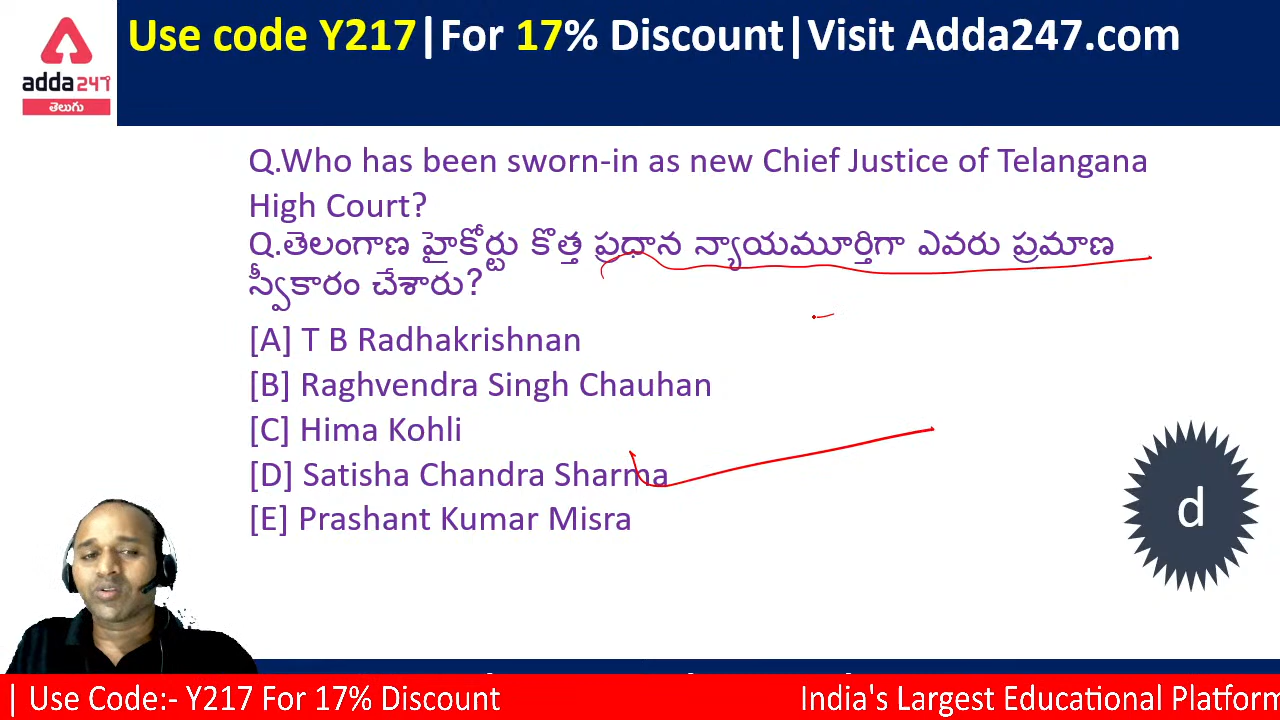 Use code Y217|For 17% Discount|Visit Adda247.com
adda247
తెలుగు
Q.Who has been sworn-in as new Chief Justice of Telangana
High Court?
Q.తెలంగాణ హైకోర్టు కొత్త ప్రధాన న్యాయమూర్తిగా ఎవరు ప్రమాణ
స్వీకారం చేశారు?
[A] T B Radhakrishnan
[B] Raghvendra Singh Chauhan
[C] Hima Kohli
[D] Satisha Chandra Sharma
[E] Prashant Kumar Misra
d
| Use Code:- Y217 For 17% Discount India's Largest Educational Platform